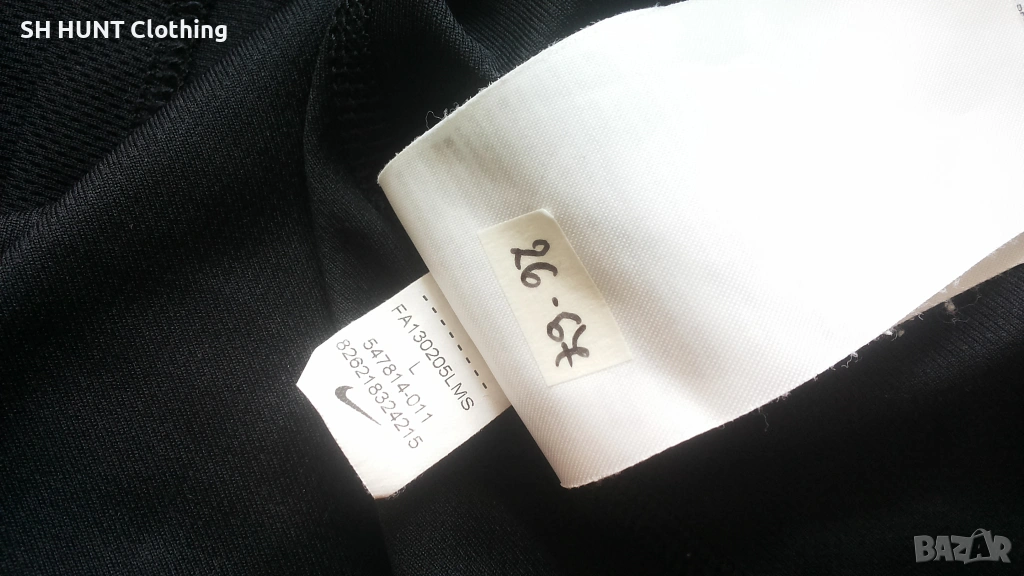 SH HUNT Clothing
26-67
FA130205LMS
L
547814-011
826218324215
BAZAR